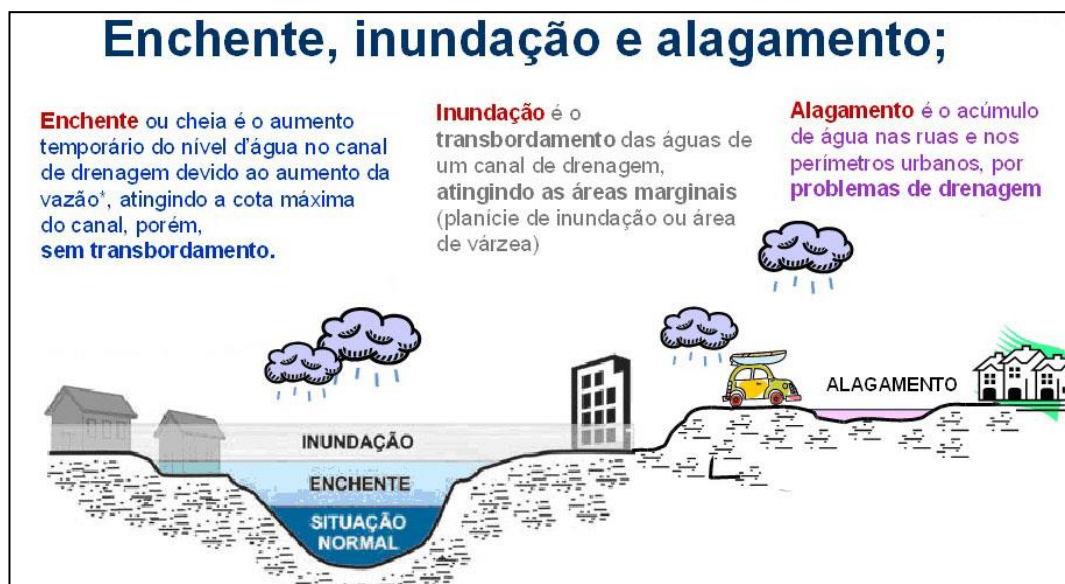 Enchente, inundação e alagamento;
Enchente ou cheia é o aumento
temporário do nível d'água no canal
de drenagem devido ao aumento da
vazão*, atingindo a cota máxima
do canal, porém,
sem transbordamento.
Inundação é o
transbordamento das águas de
um canal de drenagem,
atingindo as áreas marginais
(planície de inundação ou área
de várzea)
Alagamento é o acúmulo
de água nas ruas e nos
perímetros urbanos, por
problemas de drenagem
ALAGAMENTO
INUNDAÇÃO
ENCHENTE
SITUAÇÃO
NORMAL